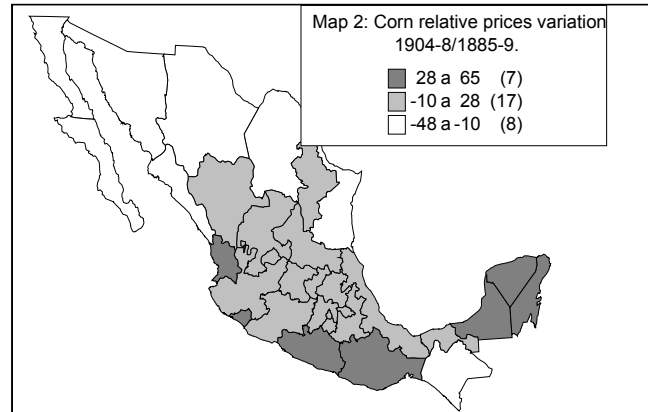 Map 2: Corn relative prices variation
1904-8/1885-9.
28 a 65 (7)
-10 a 28 (17)
-48 a -10 (8)